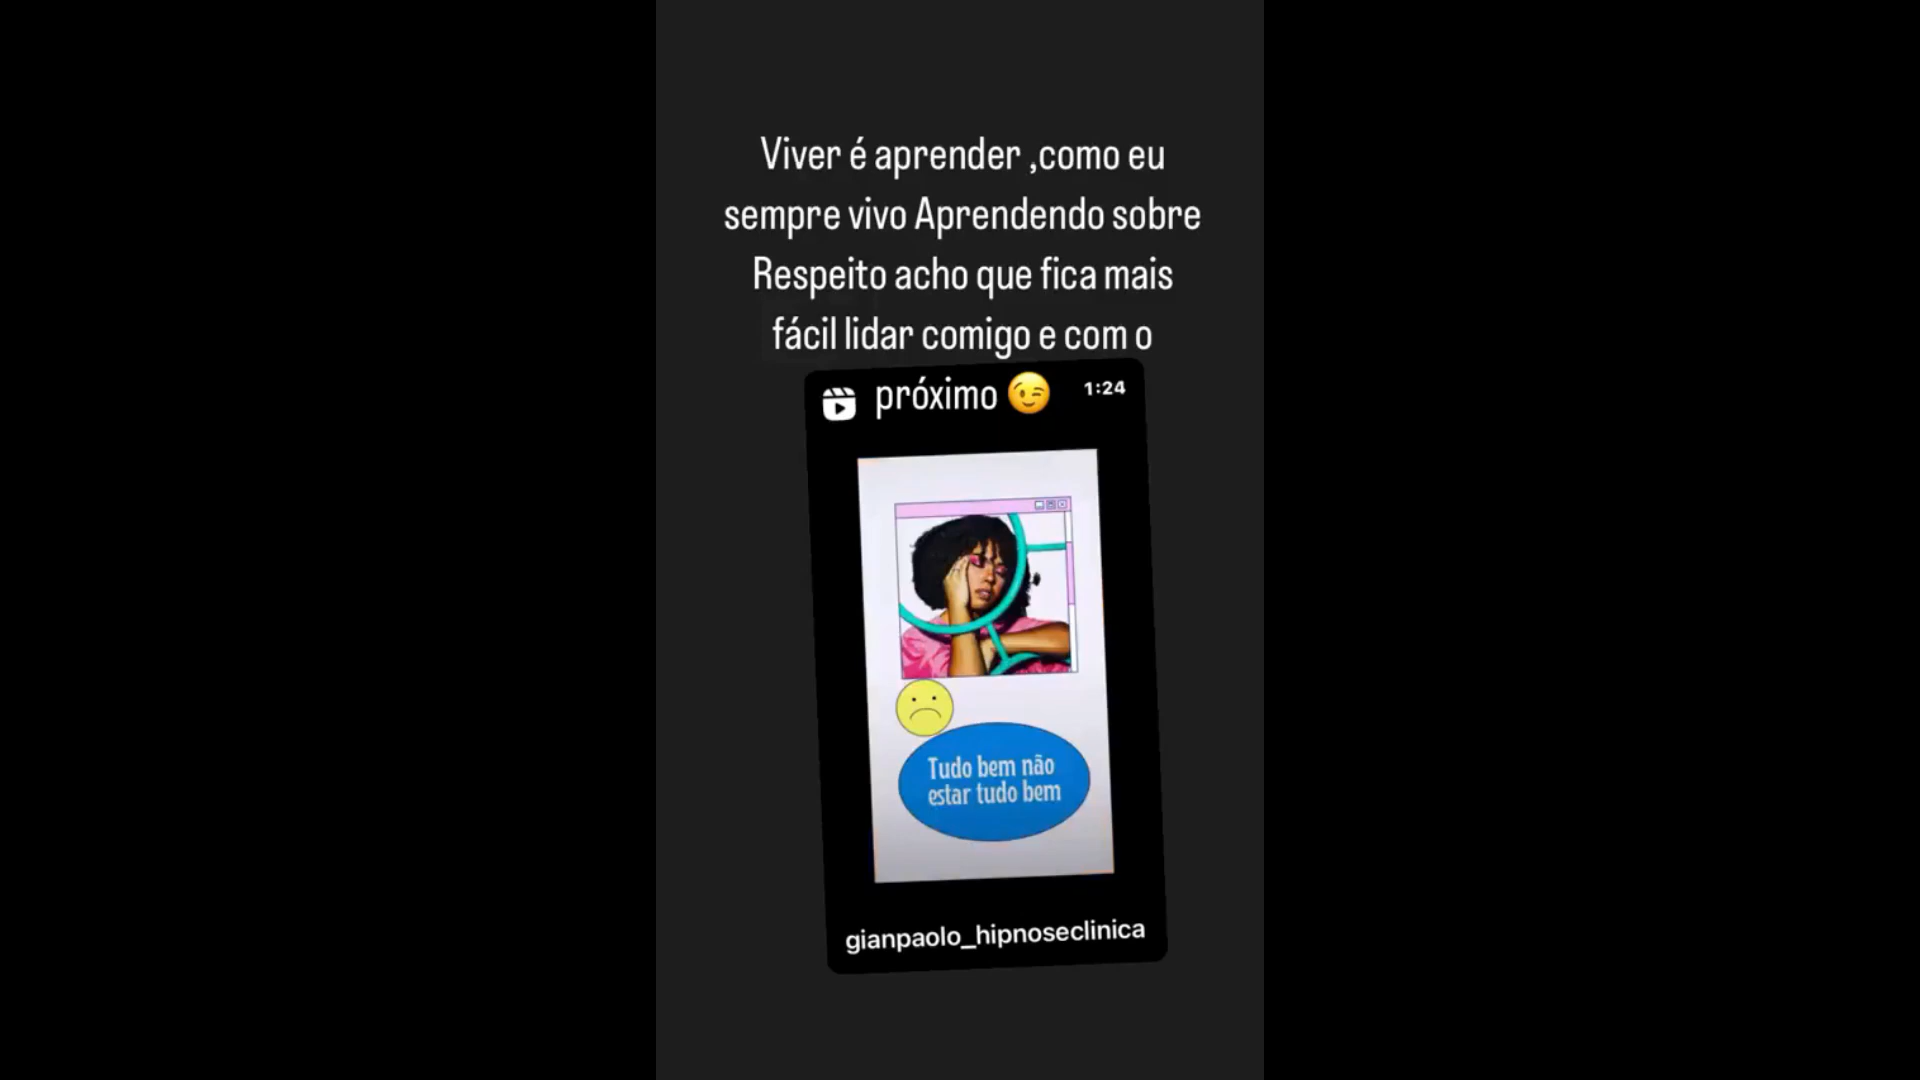 Viver é aprender ,como eu
sempre vivo Aprendendo sobre
Respeito acho que fica mais
fácil lidar comigo e com o
próximo 😉
1:24
Tudo bem não
estar tudo bem
gianpaolo_hipnoseclinica